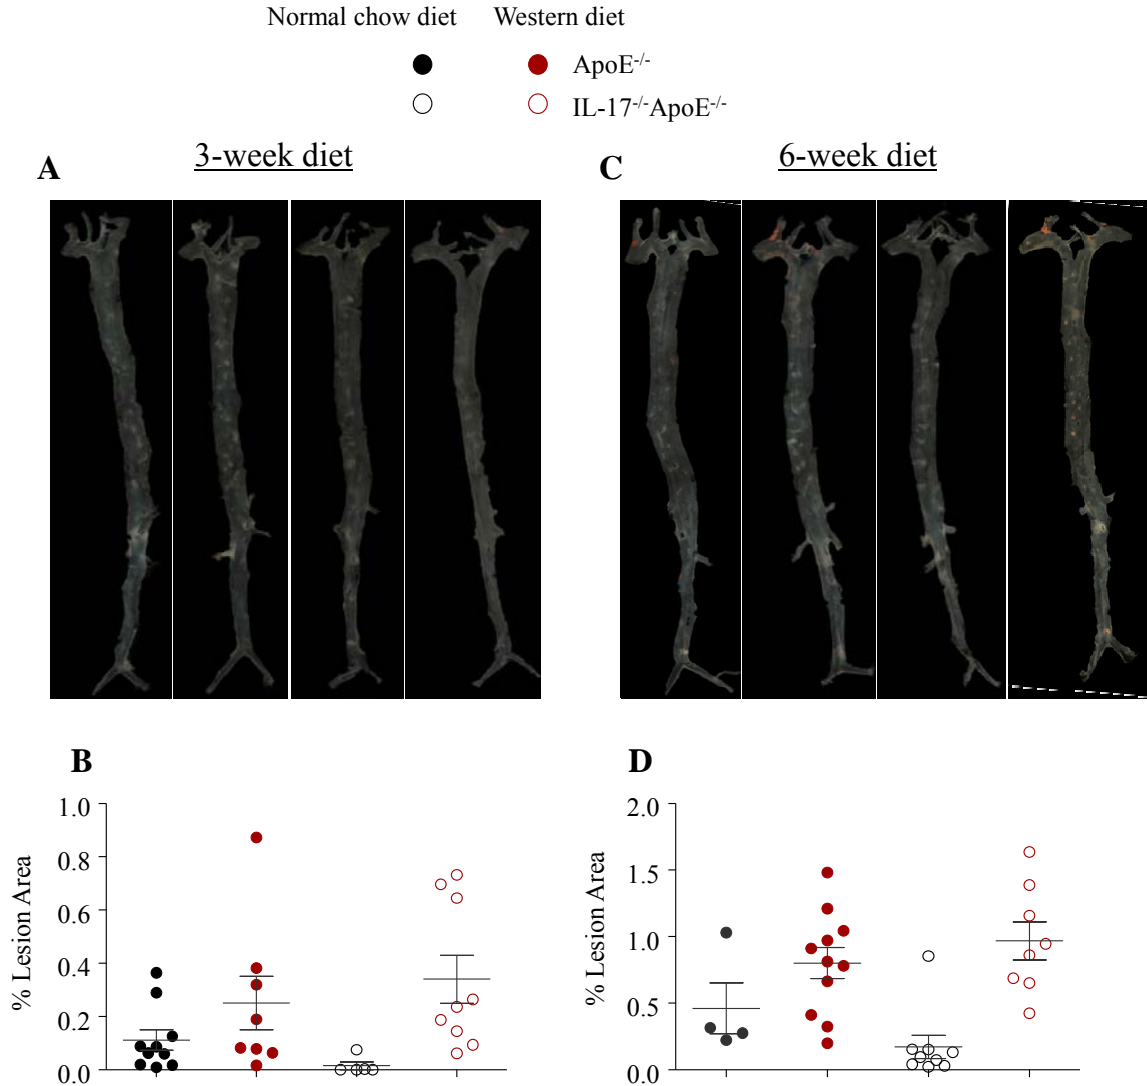 Normal chow diet Western diet
ApoE-/-
IL-17-/-ApoE-/-
A 3-week diet
C 6-week diet
B
% Lesion Area
1.0
0.8
0.6
0.4
0.2
0.0
D
% Lesion Area
2.0
1.5
1.0
0.5
0.0